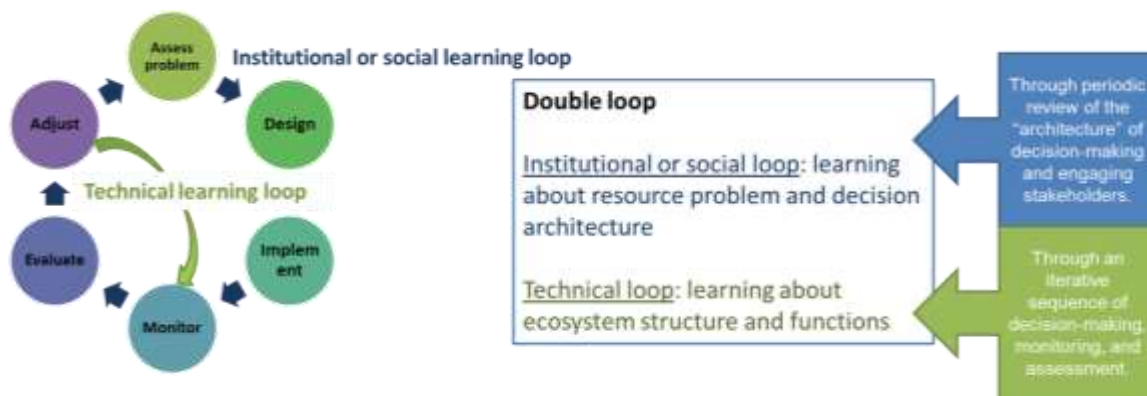 Assess
problem
Institutional or social learning loop
Adjust
Design
Technical learning loop
Evaluate
Implem
ent
Monitor
Double loop
Institutional or social loop: learning
about resource problem and decision
architecture
Technical loop: learning about
ecosystem structure and functions
Through periodic
review of the
"architecture" of
decision-making
and engaging
stakeholders.
Through an
iterative
sequence of
decision-making,
monitoring, and
assessment.